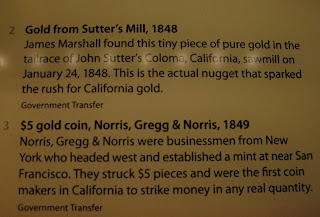 2 Gold from Sutter's Mill, 1848
James Marshall found this tiny piece of pure gold in the
tailrace of John Sutter's Coloma, California, sawmill on
January 24, 1848. This is the actual nugget that sparked
the rush for California gold.
Government Transfer
3 $5 gold coin, Norris, Gregg & Norris, 1849
Norris, Gregg & Norris were businessmen from New
York who headed west and established a mint at near San
Francisco. They struck $5 pieces and were the first coin
makers in California to strike money in any real quantity.
Government Transfer